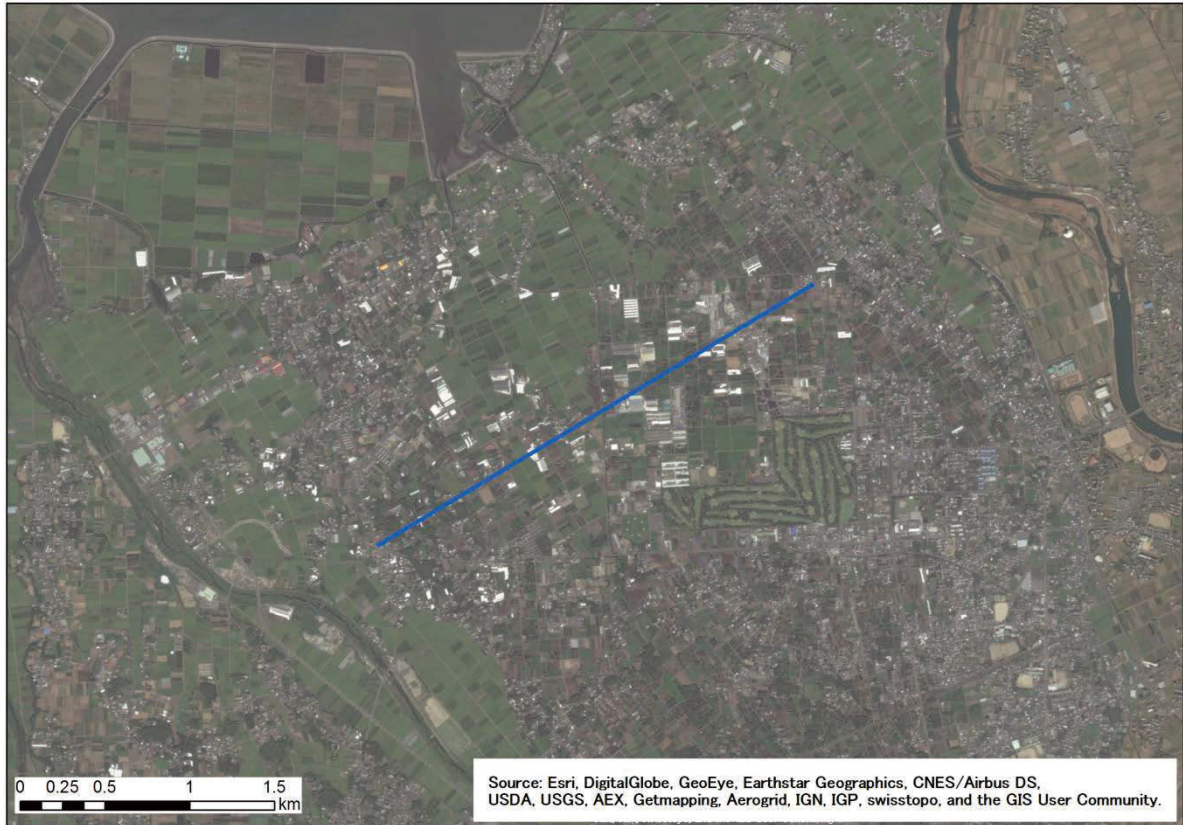 0 0.25 0.5 1 1.5
km
Source: Esri, DigitalGlobe, GeoEye, Earthstar Geographics, CNES/Airbus DS,
USDA, USGS, AEX, Getmapping, Aerogrid, IGN, IGP, swisstopo, and the GIS User Community.